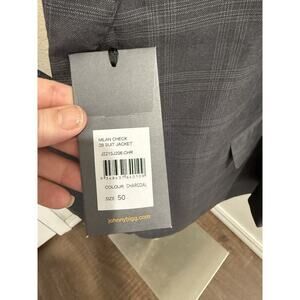 MILAN CHECK
2B SUIT JACKET
COLOUR: CHARCOAL
SIZE 50
johnnybigg.com